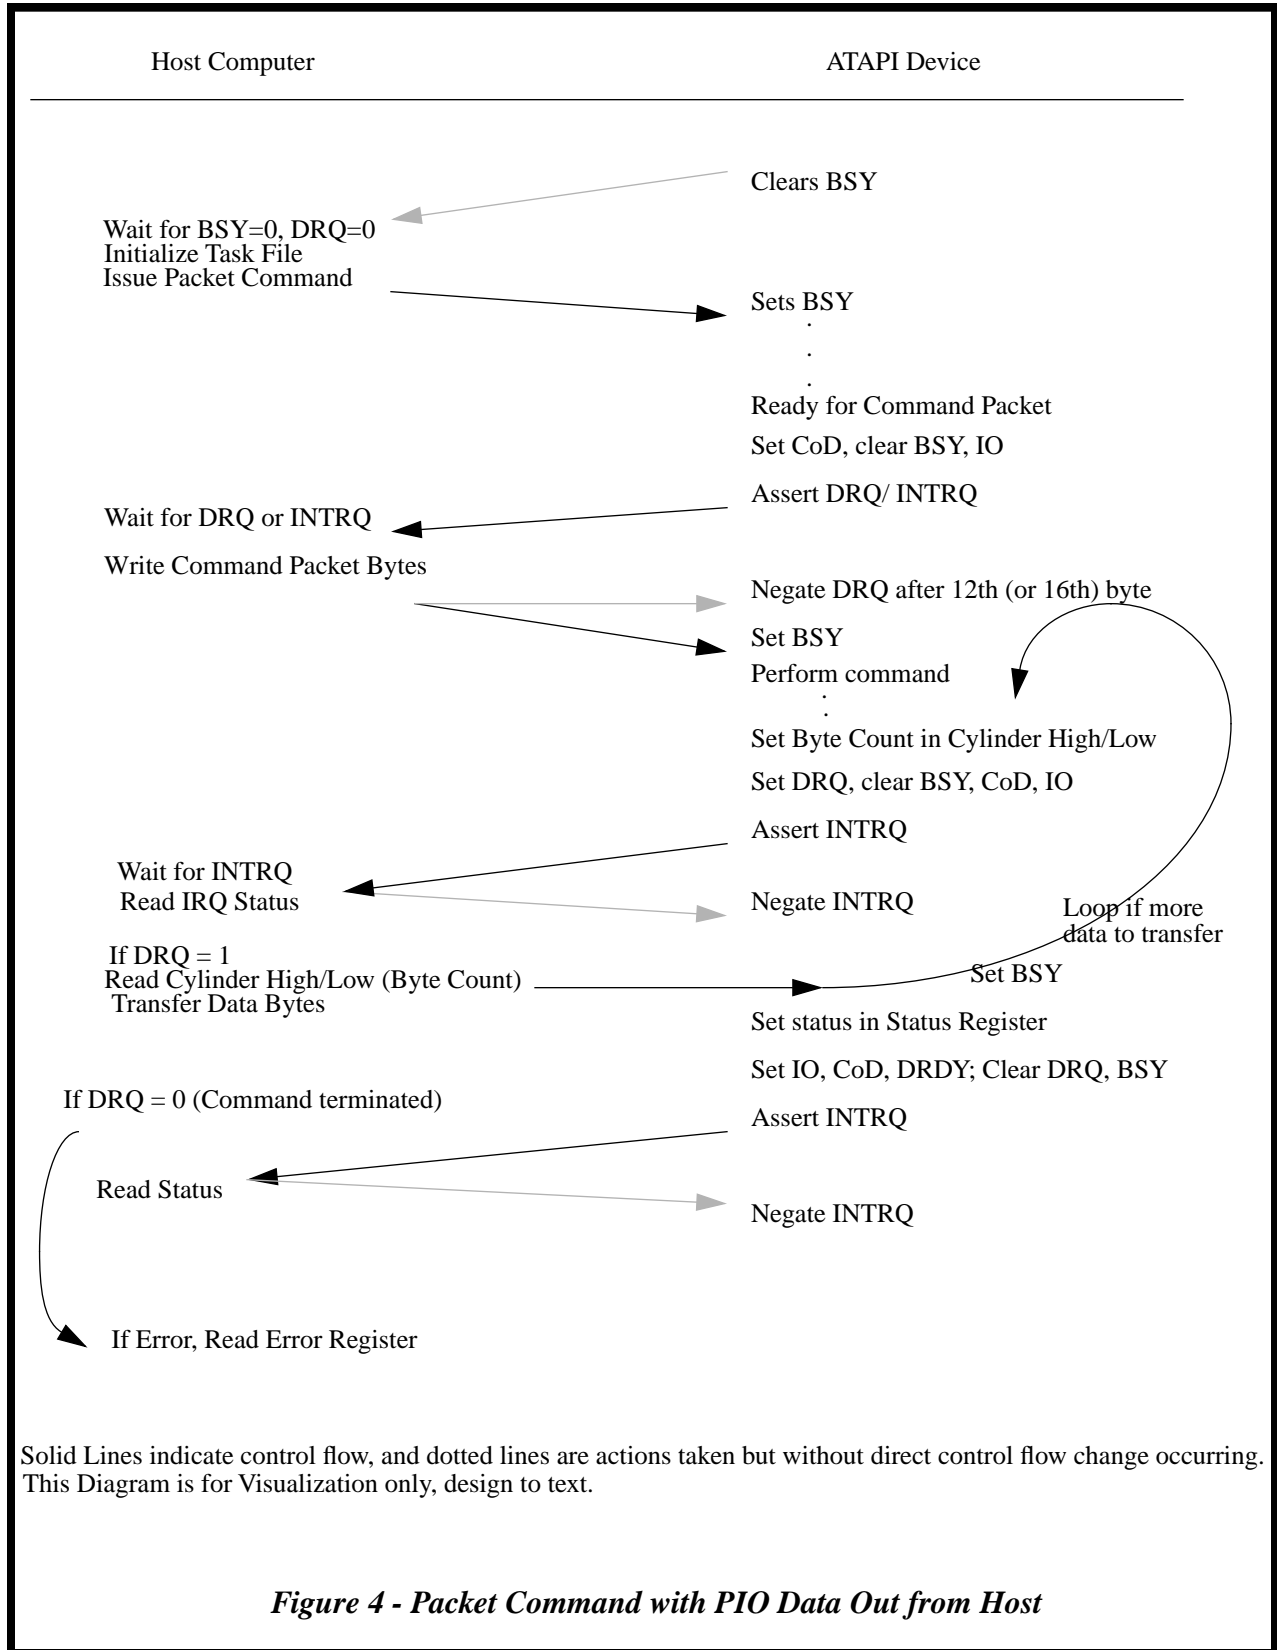 Host Computer
ATAPI Device
Clears BSY
Wait for BSY=0, DRQ=0
Initialize Task File
Issue Packet Command
Sets BSY
.
.
.
Ready for Command Packet
Set CoD, clear BSY, IO
Assert DRQ/ INTRQ
Wait for DRQ or INTRQ
Write Command Packet Bytes
Negate DRQ after 12th (or 16th) byte
Set BSY
Perform command
.
.
Set Byte Count in Cylinder High/Low
Set DRQ, clear BSY, CoD, IO
Assert INTRQ
Wait for INTRQ
Read IRQ Status
Negate INTRQ
Loop if more
data to transfer
If DRQ = 1
Read Cylinder High/Low (Byte Count)
Transfer Data Bytes
Set BSY
Set status in Status Register
Set IO, CoD, DRDY; Clear DRQ, BSY
If DRQ = 0 (Command terminated)
Assert INTRQ
Read Status
Negate INTRQ
If Error, Read Error Register
Solid Lines indicate control flow, and dotted lines are actions taken but without direct control flow change occurring.
This Diagram is for Visualization only, design to text.
Figure 4 - Packet Command with PIO Data Out from Host